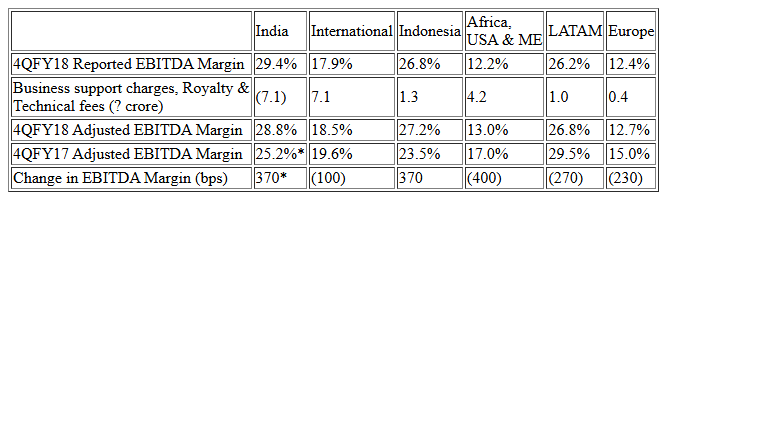 India International Indonesia Africa, USA & ME LATAM Europe
4QFY18 Reported EBITDA Margin 29.4% 17.9% 26.8% 12.2% 26.2% 12.4%
Business support charges, Royalty &
Technical fees (? crore) (7.1) 7.1 1.3 4.2 1.0 0.4
4QFY18 Adjusted EBITDA Margin 28.8% 18.5% 27.2% 13.0% 26.8% 12.7%
4QFY17 Adjusted EBITDA Margin 25.2%* 19.6% 23.5% 17.0% 29.5% 15.0%
Change in EBITDA Margin (bps) 370* (100) 370 (400) (270) (230)